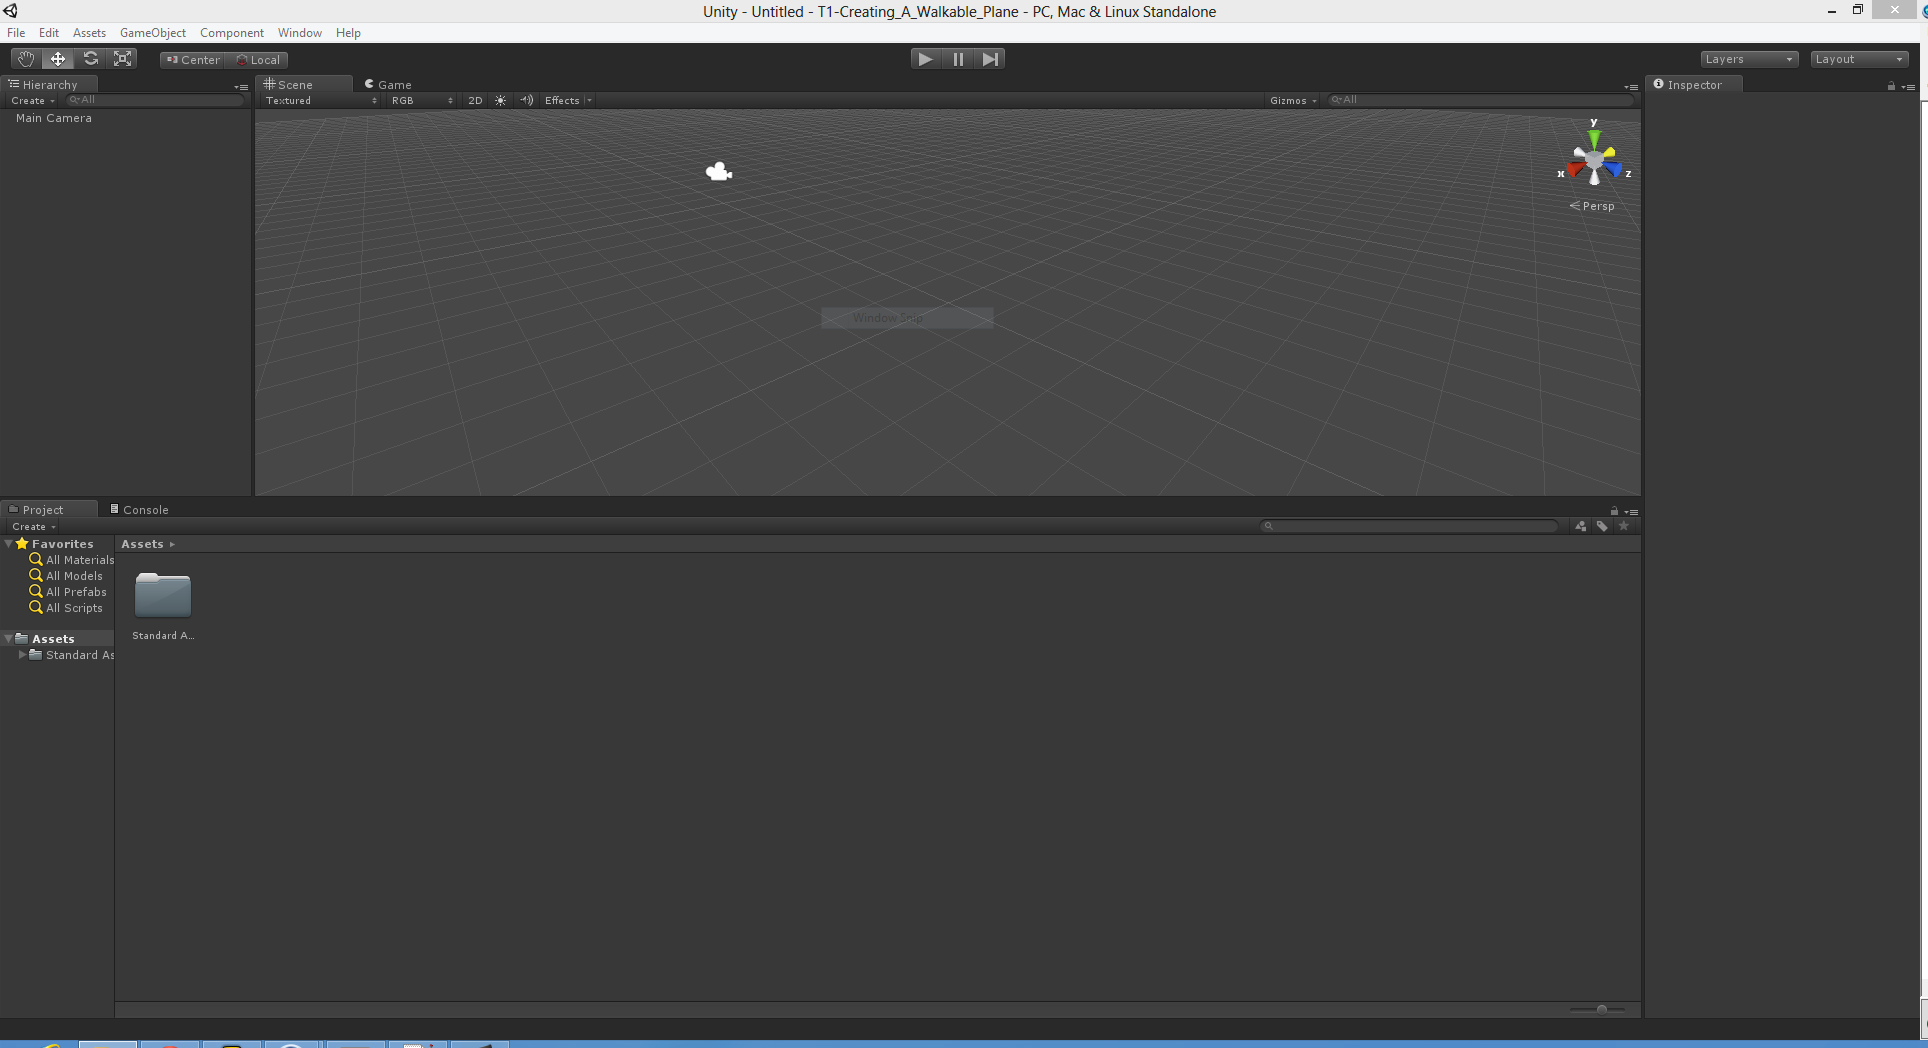 Unity - Untitled - T1-Creating_A_Walkable_Plane - PC, Mac & Linux Standalone
File Edit Assets GameObject Component Window Help
Center Local Layers Layout
Hierarchy
Create All
Main Camera
Scene Game
Textured RGB 2D Effects Gizmos All
y
x z
Persp
Window Snip
Inspector
Project Console
Create
Favorites
All Materials
All Models
All Prefabs
All Scripts
Assets
Standard As
Assets
Standard A...